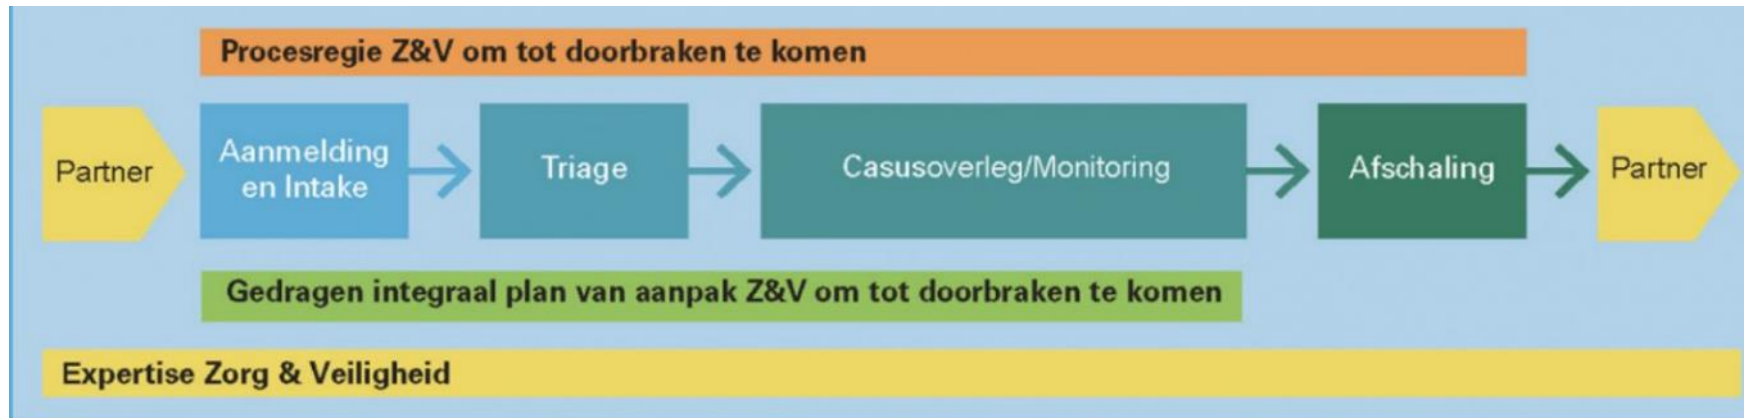 Procesregie Z&V om tot doorbraken te komen
Partner
Aanmelding
en Intake
Triage
Casusoverleg/Monitoring
Afschaling
Partner
Gedragen integraal plan van aanpak Z&V om tot doorbraken te komen
Expertise Zorg & Veiligheid